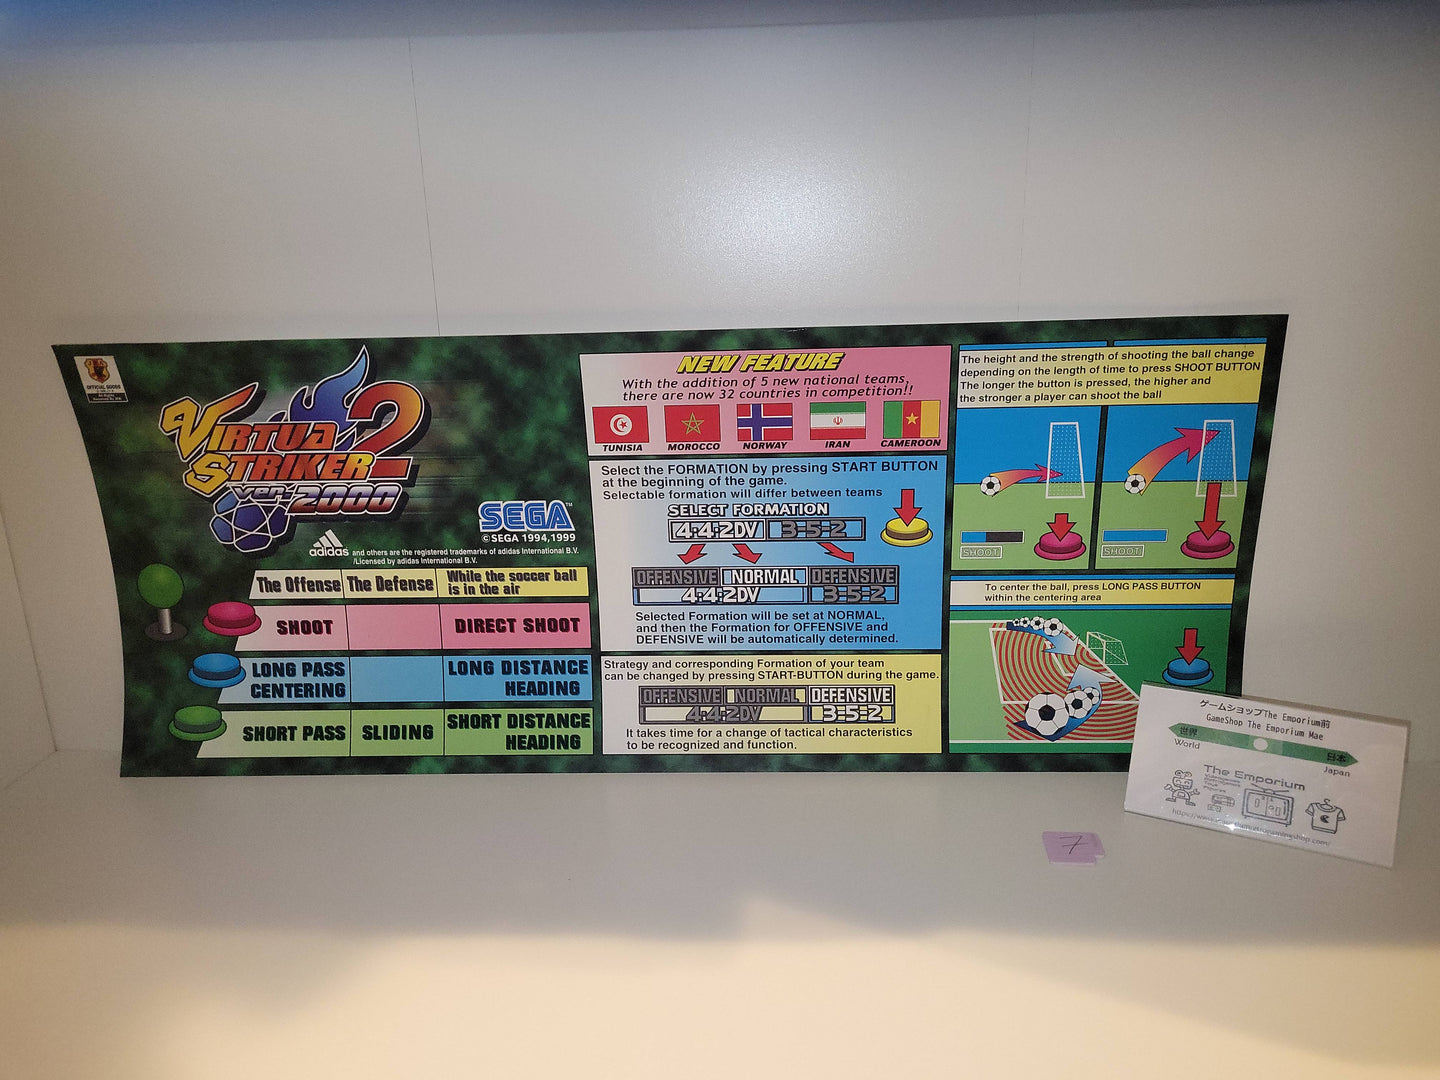 OFFICIAL GOODS
VIRTUA
STRIKER 2
ver. 2000
SEGA™
©SEGA 1994,1999
adidas and others are the registered trademarks of adidas International B.V.
/Licensed by adidas International B.V.
The Offense The Defense While the soccer ball
is in the air
SHOOT DIRECT SHOOT
LONG PASS
CENTERING
LONG DISTANCE
HEADING
SHORT PASS SLIDING SHORT DISTANCE
HEADING
NEW FEATURE
With the addition of 5 new national teams,
there are now 32 countries in competition!!
TUNISIA MOROCCO NORWAY IRAN CAMEROON
Select the FORMATION by pressing START BUTTON
at the beginning of the game.
Selectable formation will differ between teams
SELECT FORMATION
4-4-2DV 3-5-2
OFFENSIVE NORMAL DEFENSIVE
4-4-2DV 3-5-2
Selected Formation will be set at NORMAL,
and then the Formation for OFFENSIVE and
DEFENSIVE will be automatically determined.
Strategy and corresponding Formation of your team
can be changed by pressing START-BUTTON during the game.
OFFENSIVE NORMAL DEFENSIVE
4-4-2DV 3-5-2
It takes time for a change of tactical characteristics
to be recognized and function.
The height and the strength of shooting the ball change
depending on the length of time to press SHOOT BUTTON
The longer the button is pressed, the higher and
the stronger a player can shoot the ball
SHOOT SHOOT
To center the ball, press LONG PASS BUTTON
within the centering area
ゲームショップThe Emporium前
GameShop The Emporium Mae
世界 日本
World Japan
The Emporium
7